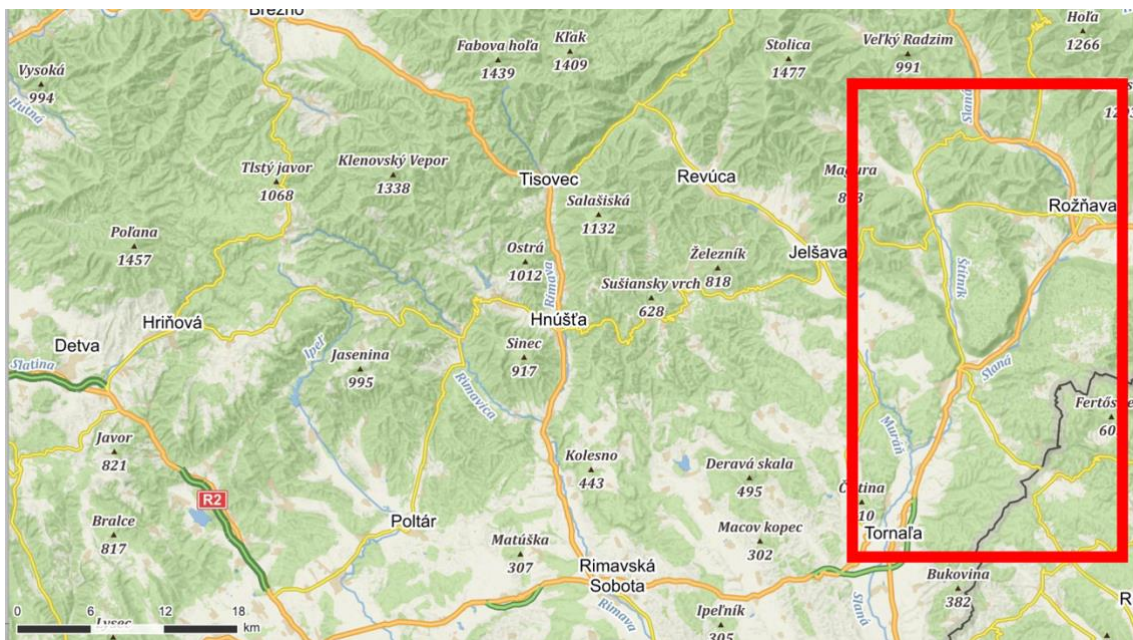 Brezno
Fabova hoľa
1439
Kľak
1409
Stolica
1477
Veľký Radzim
991
Hoľa
1266
Vysoká
994
Hutná
Slaná
Tlstý javor
1068
Klenovský Vepor
1338
Tisovec
Revúca
Salašiská
1132
Rožňava
Poľana
1457
Ostrá
1012
Rimava
Železník
818
Jelšava
Štítnik
Sušiansky vrch
628
Hriňová
Hnúšťa
Detva
Slatina
Ipeľ
Jasenina
995
Sinec
917
Rimavica
Slaná
Javor
821
Kolesno
443
Deravá skala
495
Muráň
R2
Bralce
817
Poltár
Matúška
307
Macov kopec
302
Tornaľa
Rimavská
Sobota
Bukovina
382
Slaná
Rimava
Ipeľník
305
Lysec
0 6 12 18
km
R